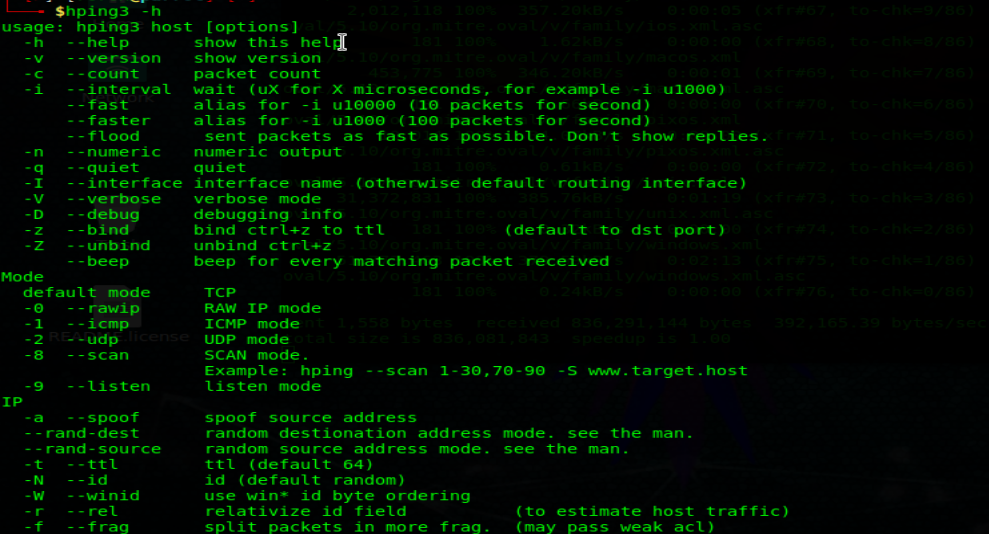 $hping3 -h
usage: hping3 host [options]
-h --help show this help
-v --version show version
-c --count packet count
-i --interval wait (uX for X microseconds, for example -i u1000)
--fast alias for -i u10000 (10 packets for second)
--faster alias for -i u1000 (100 packets for second)
--flood sent packets as fast as possible. Don't show replies.
-n --numeric numeric output
-q --quiet quiet
-I --interface interface name (otherwise default routing interface)
-V --verbose verbose mode
-D --debug debugging info
-z --bind bind ctrl+z to ttl (default to dst port)
-Z --unbind unbind ctrl+z
--beep beep for every matching packet received
Mode
default mode TCP
-0 --rawip RAW IP mode
-1 --icmp ICMP mode
-2 --udp UDP mode
-8 --scan SCAN mode.
Example: hping --scan 1-30,70-90 -S www.target.host
-9 --listen listen mode
IP
-a --spoof spoof source address
--rand-dest random destionation address mode. see the man.
--rand-source random source address mode. see the man.
-t --ttl ttl (default 64)
-N --id id (default random)
-W --winid use win* id byte ordering
-r --rel relativize id field (to estimate host traffic)
-f --frag split packets in more frag. (may pass weak acl)